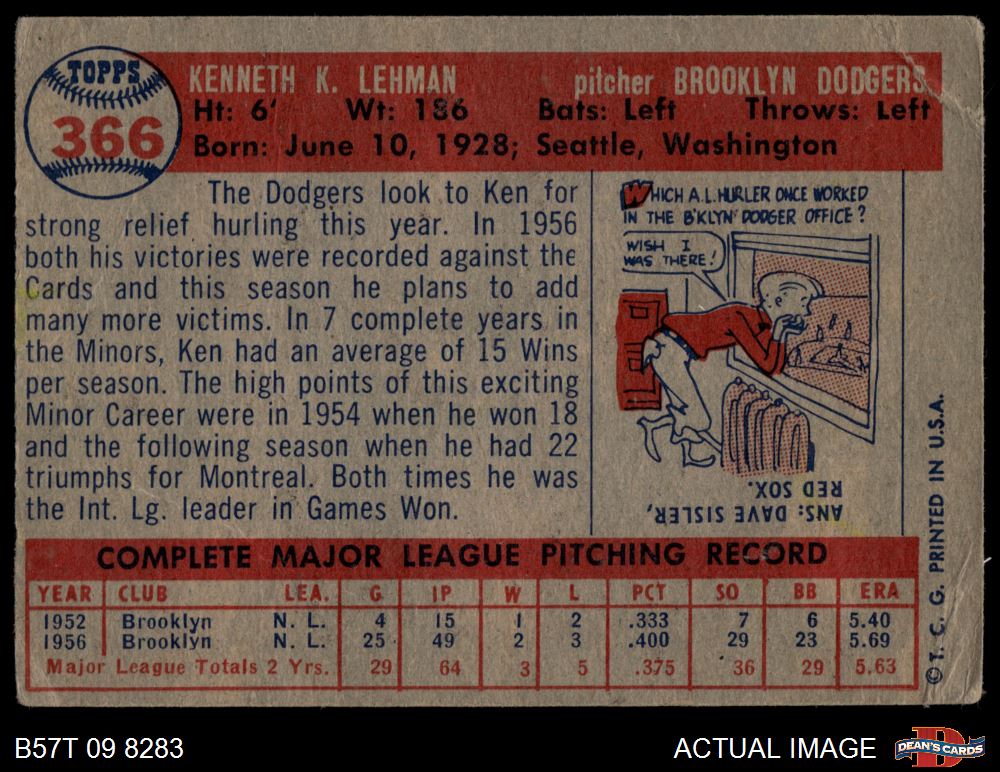 TOPPS
366
KENNETH K. LEHMAN pitcher BROOKLYN DODGERS
Ht: 6' Wt: 186 Bats: Left Throws: Left
Born: June 10, 1928; Seattle, Washington
The Dodgers look to Ken for
strong relief hurling this year. In 1956
both his victories were recorded against the
Cards and this season he plans to add
many more victims. In 7 complete years in
the Minors, Ken had an average of 15 Wins
per season. The high points of this exciting
Minor Career were in 1954 when he won 18
and the following season when he had 22
triumphs for Montreal. Both times he was
the Int. Lg. leader in Games Won.
WHICH A.L. HURLER ONCE WORKED
IN THE B'KLYN DODGER OFFICE?
WISH I
WAS THERE!
ANS: DAVE SISLER,
RED SOX.
COMPLETE MAJOR LEAGUE PITCHING RECORD
YEAR CLUB LEA. G IP W L PCT SO BB ERA
1952 Brooklyn N. L. 4 15 1 2 .333 7 6 5.40
1956 Brooklyn N. L. 25 49 2 3 .400 29 23 5.69
Major League Totals 2 Yrs. 29 64 3 5 .375 36 29 5.63
© T. C. G. PRINTED IN U.S.A.
B57T 09 8283
ACTUAL IMAGE
DEAN'S CARDS